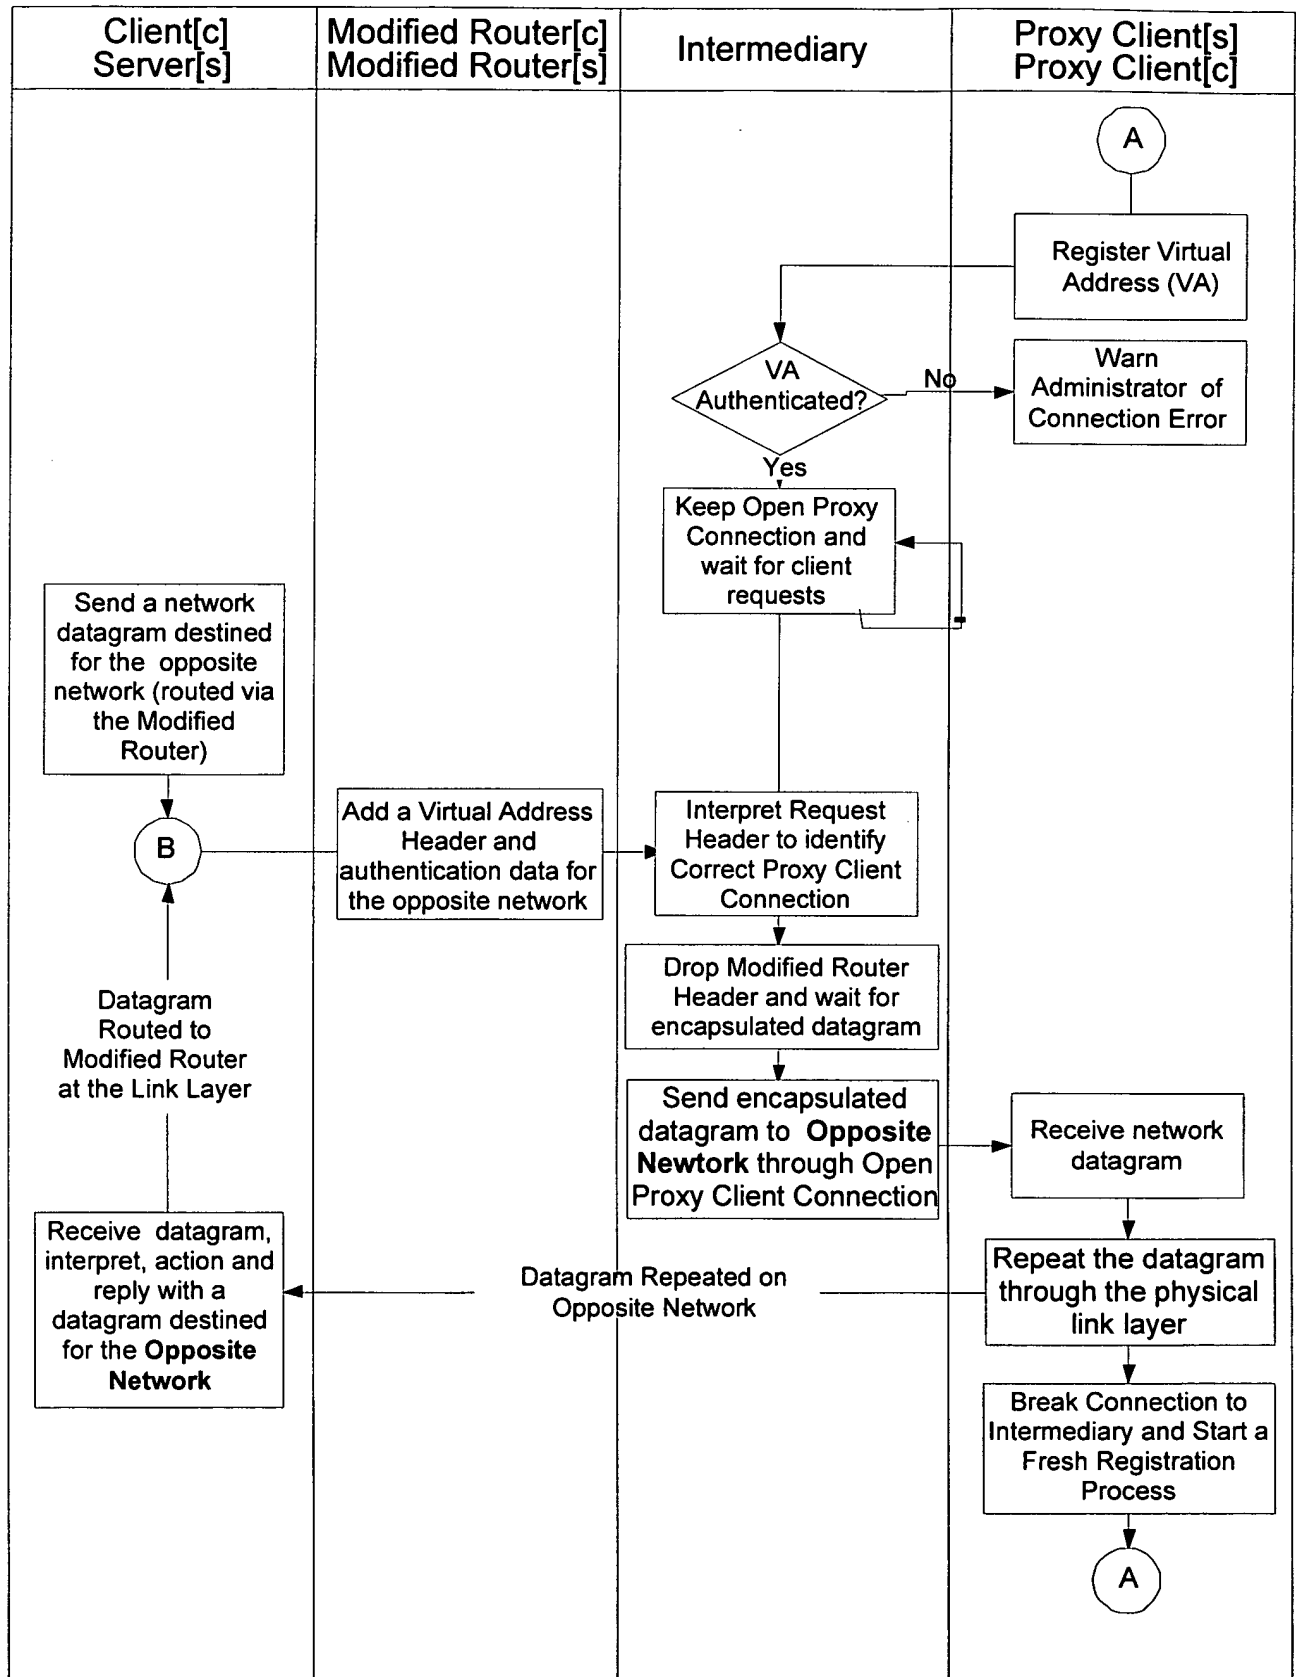 Client[c]
Server[s]
Modified Router[c]
Modified Router[s]
Intermediary
Proxy Client[s]
Proxy Client[c]
A
Register Virtual
Address (VA)
VA
Authenticated?
No
Warn
Administrator of
Connection Error
Yes
Keep Open Proxy
Connection and
wait for client
requests
Send a network
datagram destined
for the opposite
network (routed via
the Modified
Router)
B
Add a Virtual Address
Header and
authentication data for
the opposite network
Interpret Request
Header to identify
Correct Proxy Client
Connection
Drop Modified Router
Header and wait for
encapsulated datagram
Datagram
Routed to
Modified Router
at the Link Layer
Send encapsulated
datagram to Opposite
Newtork through Open
Proxy Client Connection
Receive network
datagram
Receive datagram,
interpret, action and
reply with a
datagram destined
for the Opposite
Network
Datagram Repeated on
Opposite Network
Repeat the datagram
through the physical
link layer
Break Connection to
Intermediary and Start a
Fresh Registration
Process
A